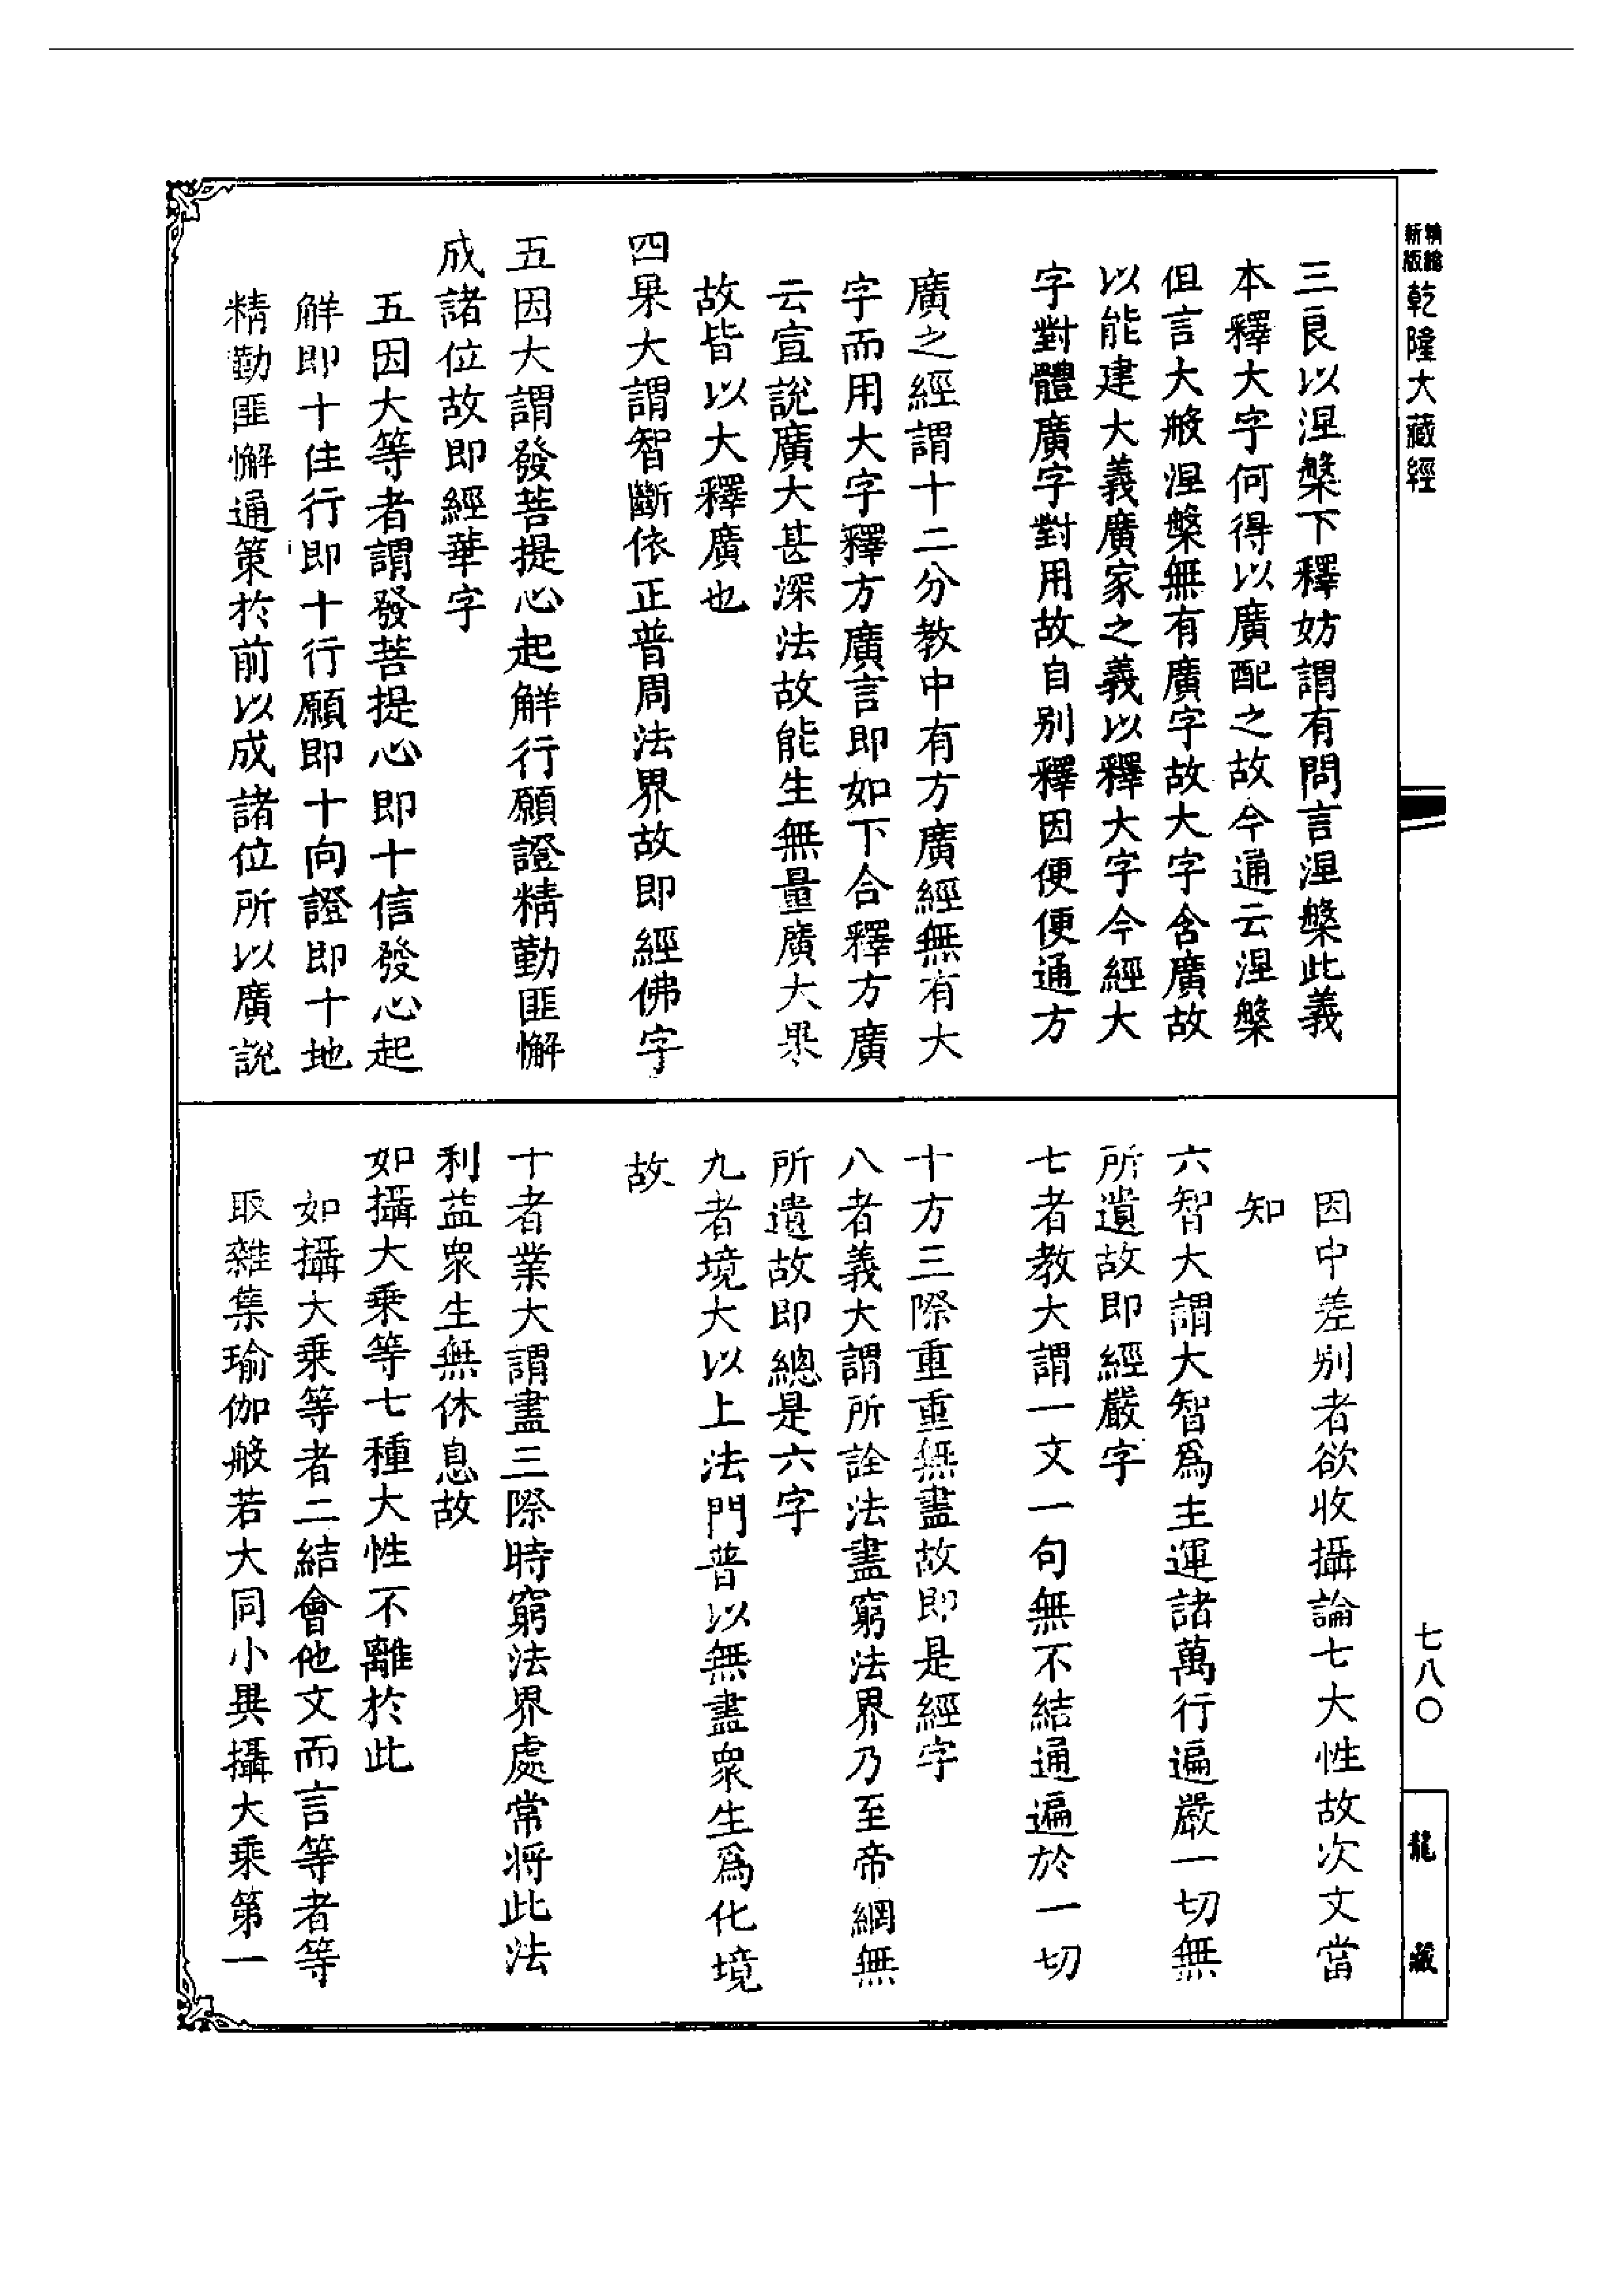 精縮
新版
乾隆大藏經
三良以涅槃下釋妨謂有問言涅槃此義
本釋大字何得以廣配之故今通云涅槃
但言大般涅槃無有廣字故大字含廣故
以能建大義廣家之義以釋大字今經大
字對體廣字對用故自別釋因便便通方
廣之經謂十二分教中有方廣經無有大
字而用大字釋方廣言即如下合釋方廣
云宣說廣大甚深法故能生無量廣大果
故皆以大釋廣也
四果大謂智斷依正普周法界故即經佛字
五因大謂發菩提心起解行願證精勤匪懈
成諸位故即經華字
五因大等者謂發菩提心即十信發心起
解即十住行即十行願即十向證即十地
精勤匪懈通策於前以成諸位所以廣說
因中差別者欲收攝論七大性故次文當
知
六智大謂大智為主運諸萬行遍嚴一切無
所遺故即經嚴字
七者教大謂一文一句無不結通遍於一切
十方三際重重無盡故即是經字
八者義大謂所詮法盡窮法界乃至帝網無
所遺故即總是六字
九者境大以上法門普以無盡眾生為化境
故
十者業大謂盡三際時窮法界處常將此法
利益眾生無休息故
如攝大乘等七種大性不離於此
如攝大乘等者二結會他文而言等者等
取雜集瑜伽般若大同小異攝大乘第一
七八〇
龍藏